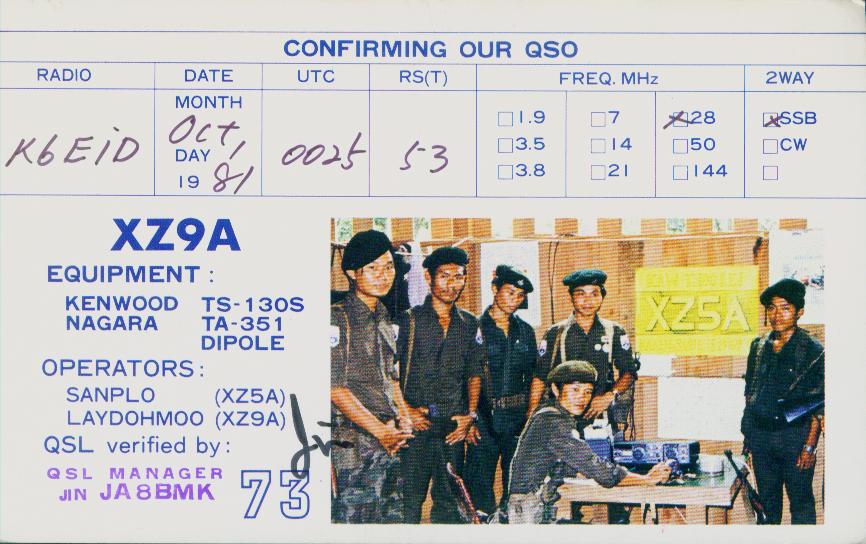 CONFIRMING OUR QSO
RADIO DATE UTC RS(T) FREQ. MHz 2WAY
K6EiD MONTH Oct, DAY 1 19 81 0025 53
□1.9 □7 ☒28 ☒SSB
□3.5 □14 □50 □CW
□3.8 □21 □144 □
XZ9A
EQUIPMENT :
KENWOOD TS-130S
NAGARA TA-351
DIPOLE
OPERATORS :
SANPLO (XZ5A)
LAYDOHMOO (XZ9A)
QSL verified by :
Jin
QSL MANAGER
JIN JA8BMK
73
XZ5A